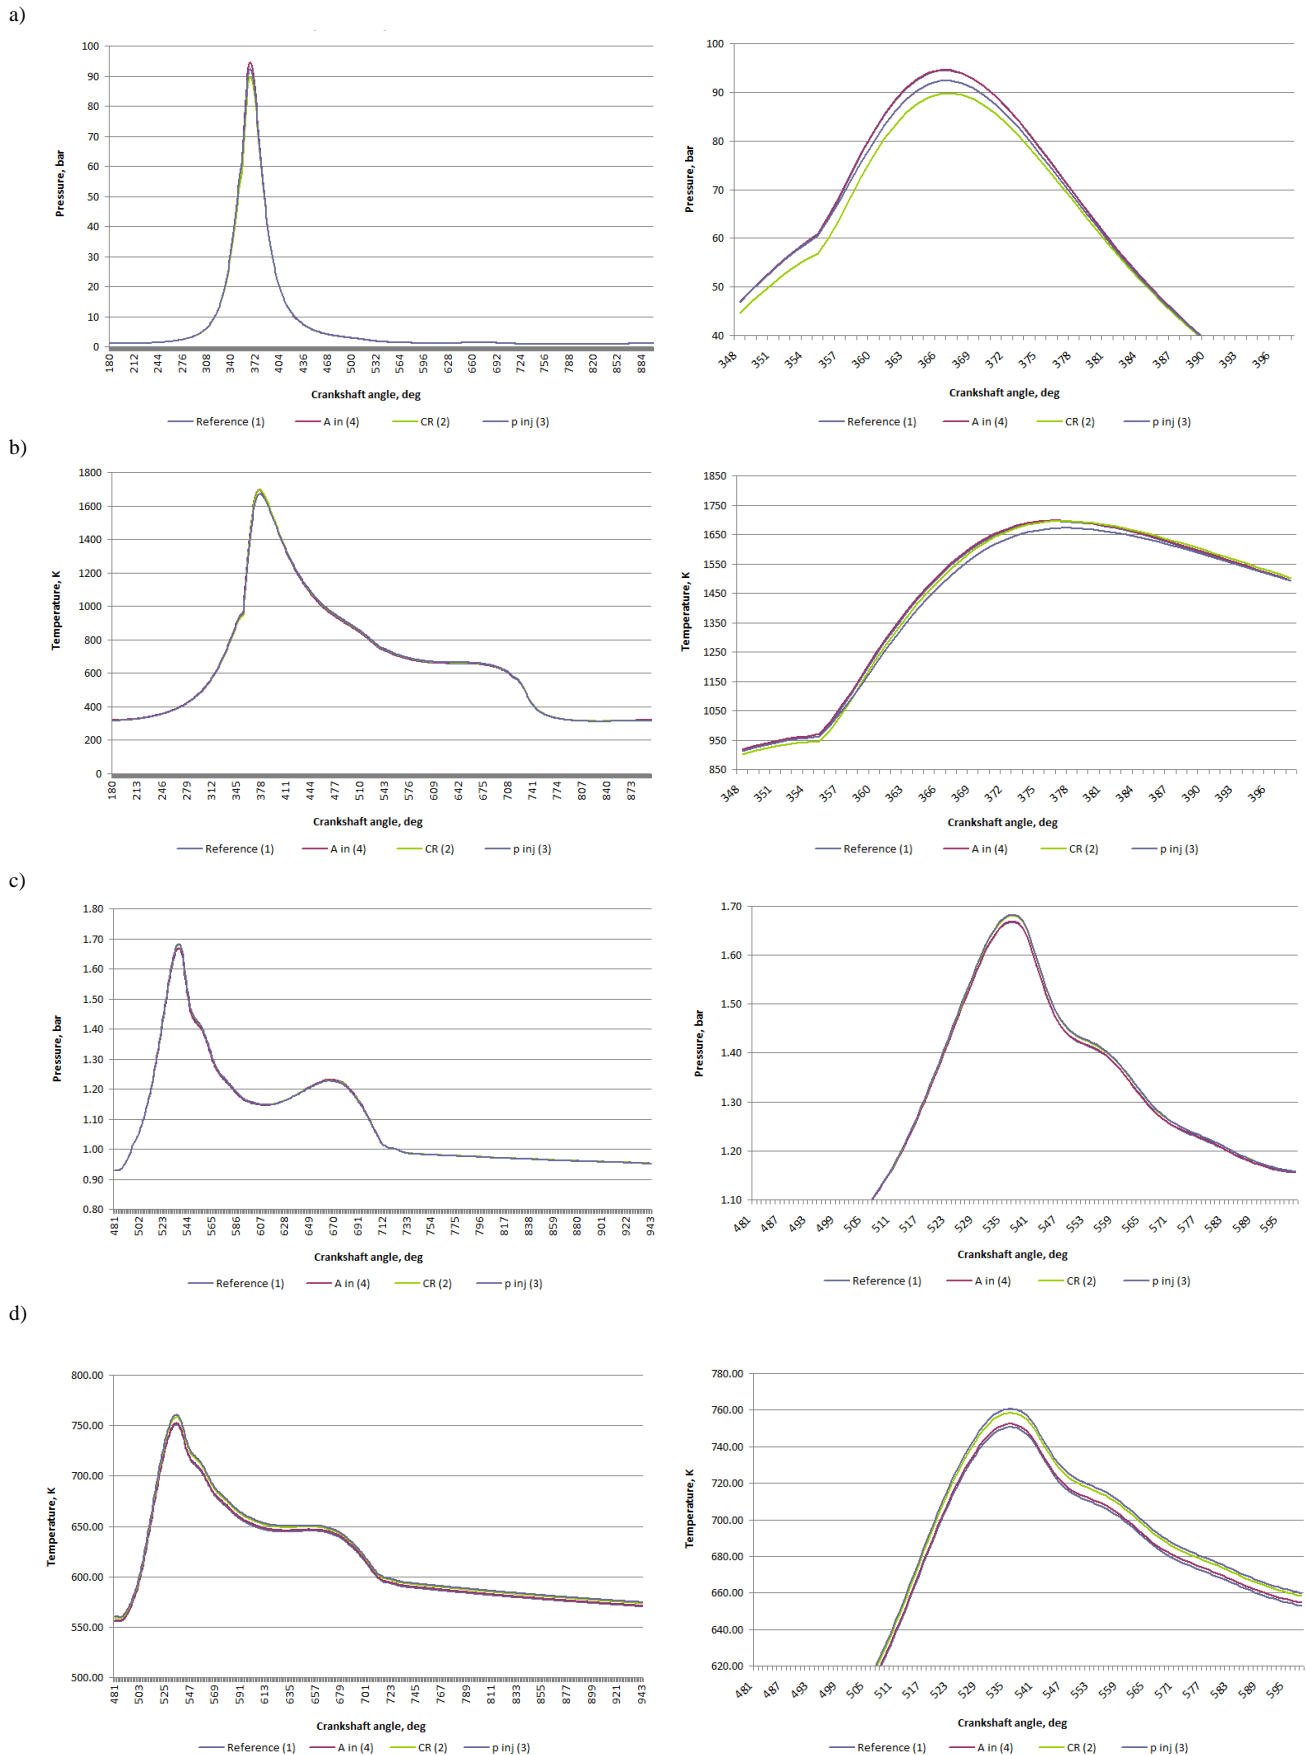 a)
100
90
80
70
60
50
40
30
20
10
0
Pressure, bar
180 212 244 276 308 340 372 404 436 468 500 532 564 596 628 660 692 724 756 788 820 852 884
Crankshaft angle, deg
Reference (1) A in (4) CR (2) p inj (3)
100
90
80
70
60
50
40
Pressure, bar
348 351 354 357 360 363 366 369 372 375 378 381 384 387 390 393 396
Crankshaft angle, deg
Reference (1) A in (4) CR (2) p inj (3)
b)
1800
1600
1400
1200
1000
800
600
400
200
0
Temperature, K
180 213 246 279 312 345 378 411 444 477 510 543 576 609 642 675 708 741 774 807 840 873
Crankshaft angle, deg
Reference (1) A in (4) CR (2) p inj (3)
1850
1750
1650
1550
1450
1350
1250
1150
1050
950
850
Temperature, K
348 351 354 357 360 363 366 369 372 375 378 381 384 387 390 393 396
Crankshaft angle, deg
Reference (1) A in (4) CR (2) p inj (3)
c)
1.80
1.70
1.60
1.50
1.40
1.30
1.20
1.10
1.00
0.90
0.80
Pressure, bar
481 502 523 544 565 586 607 628 649 670 691 712 733 754 775 796 817 838 859 880 901 922 943
Crankshaft angle, deg
Reference (1) A in (4) CR (2) p inj (3)
1.70
1.60
1.50
1.40
1.30
1.20
1.10
Pressure, bar
481 487 493 499 505 511 517 523 529 535 541 547 553 559 565 571 577 583 589 595
Crankshaft angle, deg
Reference (1) A in (4) CR (2) p inj (3)
d)
800.00
750.00
700.00
650.00
600.00
550.00
500.00
Temperature, K
481 503 525 547 569 591 613 635 657 679 701 723 745 767 789 811 833 855 877 899 921 943
Crankshaft angle, deg
Reference (1) A in (4) CR (2) p inj (3)
780.00
760.00
740.00
720.00
700.00
680.00
660.00
640.00
620.00
Temperature, K
481 487 493 499 505 511 517 523 529 535 541 547 553 559 565 571 577 583 589 595
Crankshaft angle, deg
Reference (1) A in (4) CR (2) p inj (3)